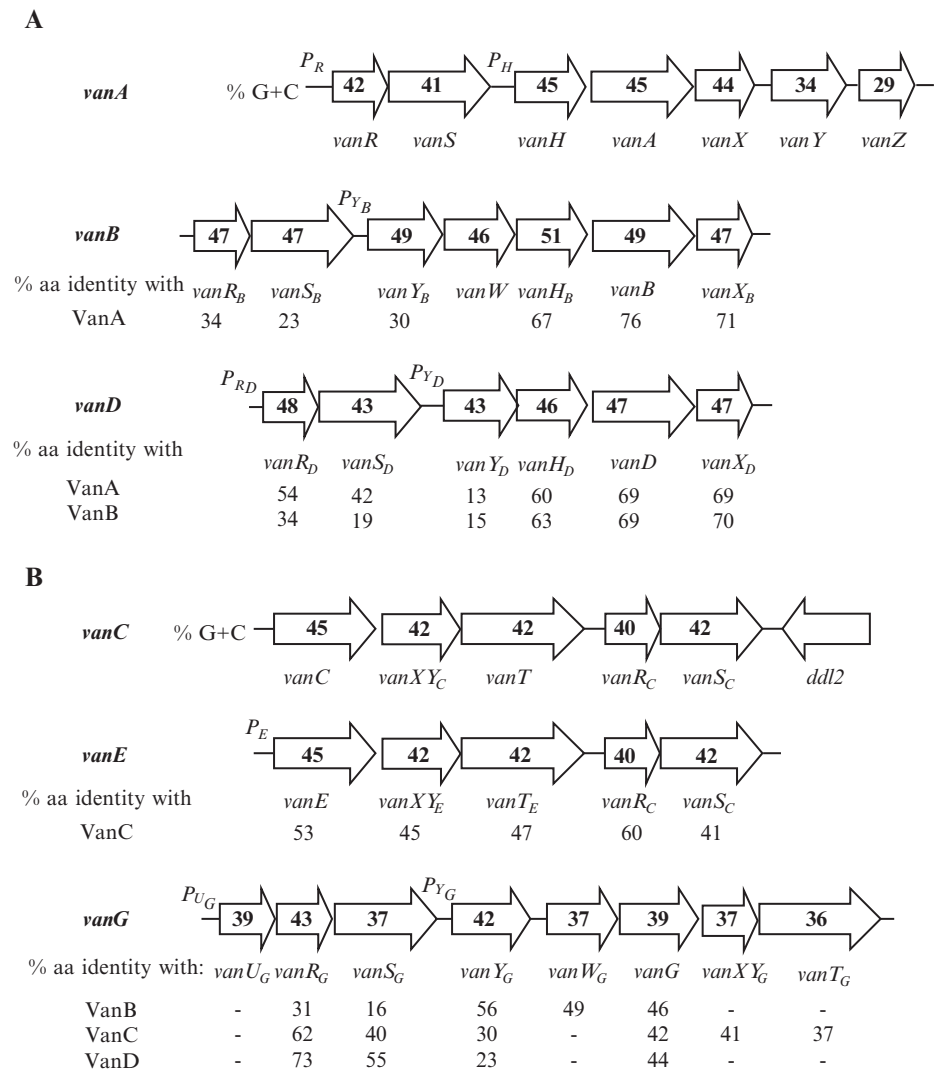 A
P_R P_H
vanA % G+C 42 41 45 45 44 34 29
vanR vanS vanH vanA vanX vanY vanZ
P_Y_B
vanB 47 47 49 46 51 49 47
% aa identity with vanR_B vanS_B vanY_B vanW vanH_B vanB vanX_B
VanA 34 23 30 67 76 71
P_R_D P_Y_D
vanD 48 43 43 46 47 47
% aa identity with
vanR_D vanS_D vanY_D vanH_D vanD vanX_D
VanA 54 42 13 60 69 69
VanB 34 19 15 63 69 70
B
vanC % G+C 45 42 42 40 42
vanC vanXY_C vanT vanR_C vanS_C ddl2
P_E
vanE 45 42 42 40 42
% aa identity with vanE vanXY_E vanT_E vanR_C vanS_C
VanC 53 45 47 60 41
P_U_G P_Y_G
vanG 39 43 37 42 37 39 37 36
% aa identity with: vanU_G vanR_G vanS_G vanY_G vanW_G vanG vanXY_G vanT_G
VanB - 31 16 56 49 46 - -
VanC - 62 40 30 - 42 41 37
VanD - 73 55 23 - 44 - -